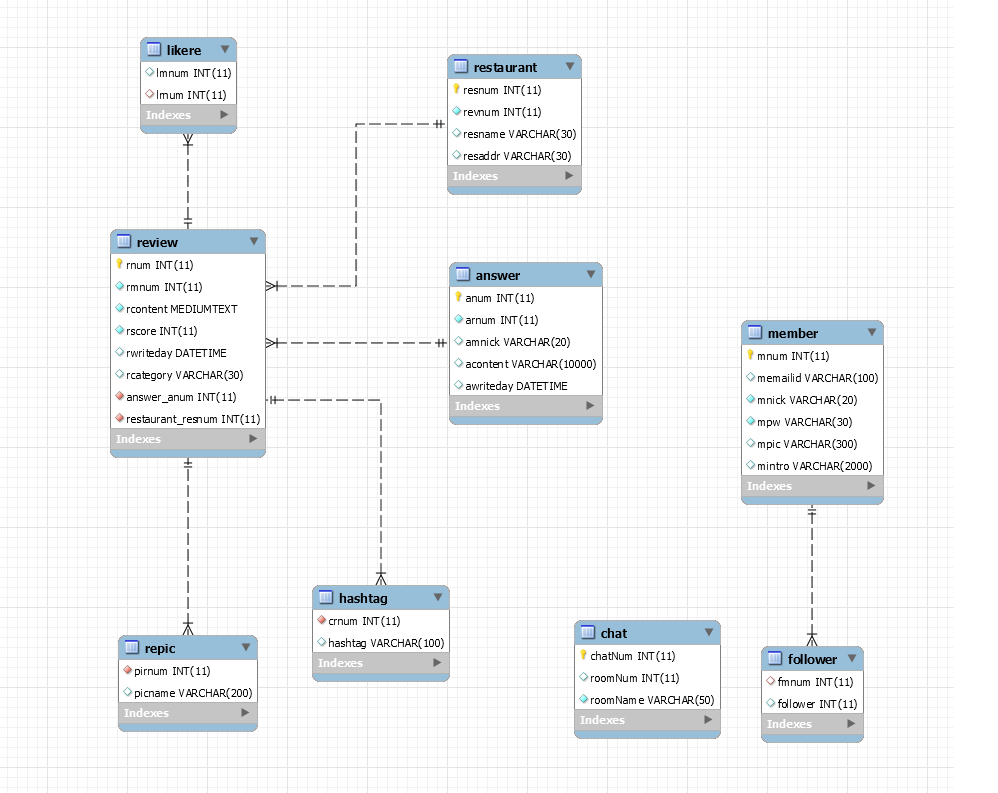 likere
lmnum INT(11)
lmum INT(11)
Indexes
restaurant
resnum INT(11)
revnum INT(11)
resname VARCHAR(30)
resaddr VARCHAR(30)
Indexes
review
rnum INT(11)
rmnum INT(11)
rcontent MEDIUMTEXT
rscore INT(11)
rwriteday DATETIME
rcategory VARCHAR(30)
answer_anum INT(11)
restaurant_resnum INT(11)
Indexes
answer
anum INT(11)
arnum INT(11)
amnick VARCHAR(20)
acontent VARCHAR(10000)
awriteday DATETIME
Indexes
member
mnum INT(11)
memailid VARCHAR(100)
mnick VARCHAR(20)
mpw VARCHAR(30)
mpic VARCHAR(300)
mintro VARCHAR(2000)
Indexes
repic
pirnum INT(11)
picname VARCHAR(200)
Indexes
hashtag
crnum INT(11)
hashtag VARCHAR(100)
Indexes
chat
chatNum INT(11)
roomNum INT(11)
roomName VARCHAR(50)
Indexes
follower
fmnum INT(11)
follower INT(11)
Indexes